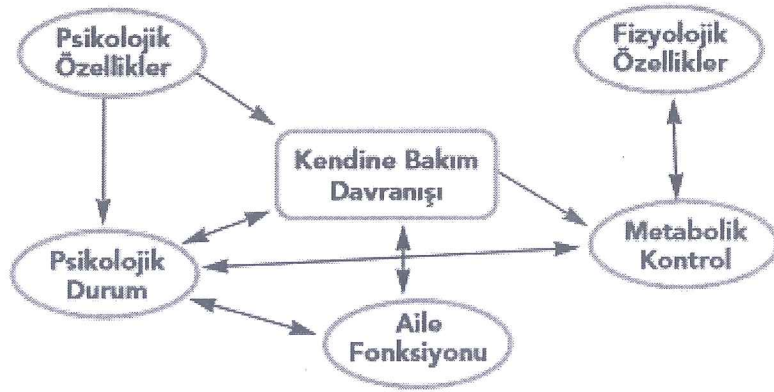 Psikolojik
Özellikler
Fizyolojik
Özellikler
Kendine Bakım
Davranışı
Psikolojik
Durum
Metabolik
Kontrol
Aile
Fonksiyonu